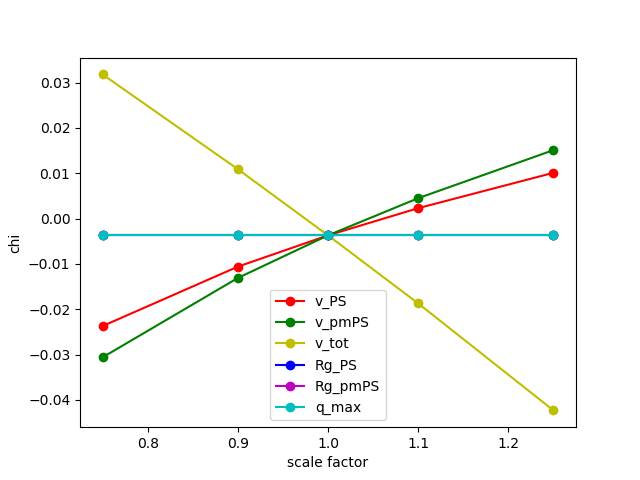 0.03
0.02
0.01
0.00
−0.01
−0.02
−0.03
−0.04
chi
v_PS
v_pmPS
v_tot
Rg_PS
Rg_pmPS
q_max
0.8 0.9 1.0 1.1 1.2
scale factor